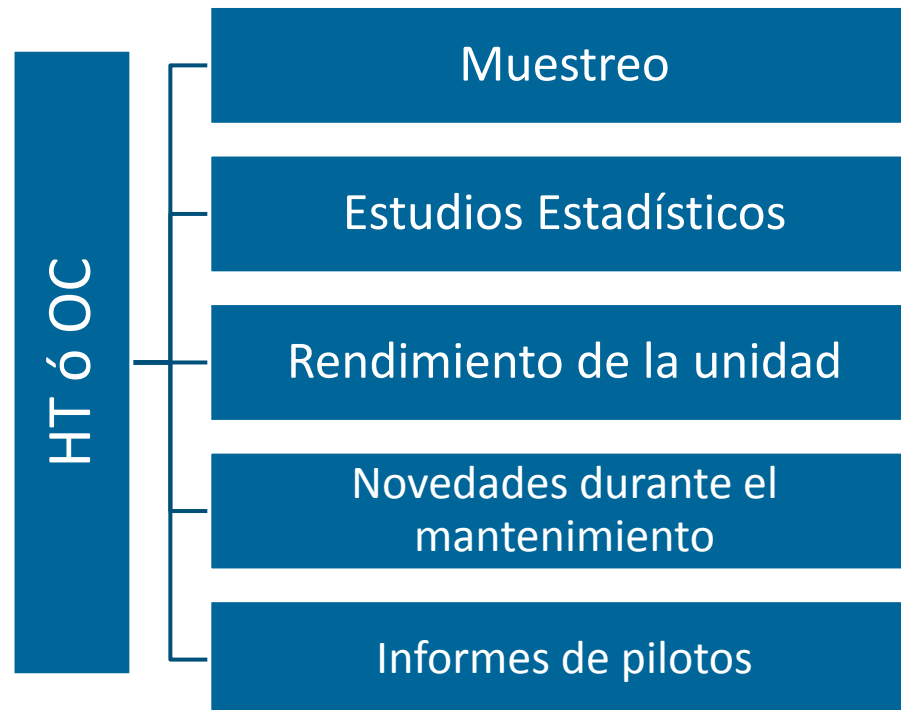 HT ó OC
Muestreo
Estudios Estadísticos
Rendimiento de la unidad
Novedades durante el
mantenimiento
Informes de pilotos